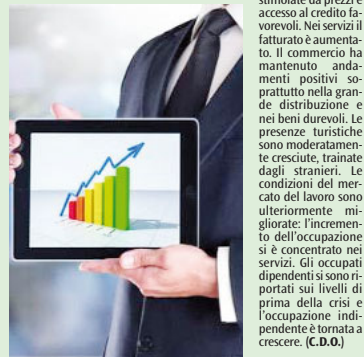 stimolate da prezzi e
accesso al credito fa-
vorevoli. Nei servizi il
fatturato è aumenta-
to. Il commercio ha
mantenuto anda-
menti positivi so-
prattutto nella gran-
de distribuzione e
nei beni durevoli. Le
presenze turistiche
sono moderatamen-
te cresciute, trainate
dagli stranieri. Le
condizioni del mer-
cato del lavoro sono
ulteriormente mi-
gliorate: l'incremen-
to dell'occupazione
si è concentrato nei
servizi. Gli occupati
dipendenti si sono ri-
portati sui livelli di
prima della crisi e
l'occupazione indi-
pendente è tornata a
crescere. (C.D.O.)